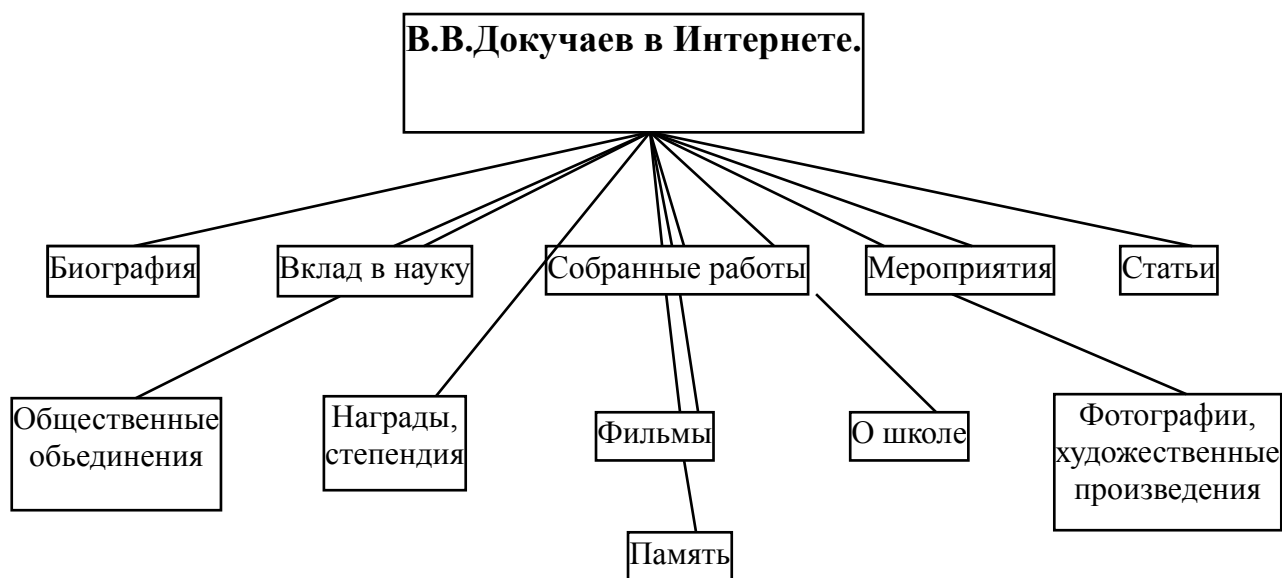 В.В.Докучаев в Интернете.
Биография
Вклад в науку
Собранные работы
Мероприятия
Статьи
Общественные
обьединения
Награды,
степендия
Фильмы
О школе
Фотографии,
художественные
произведения
Память